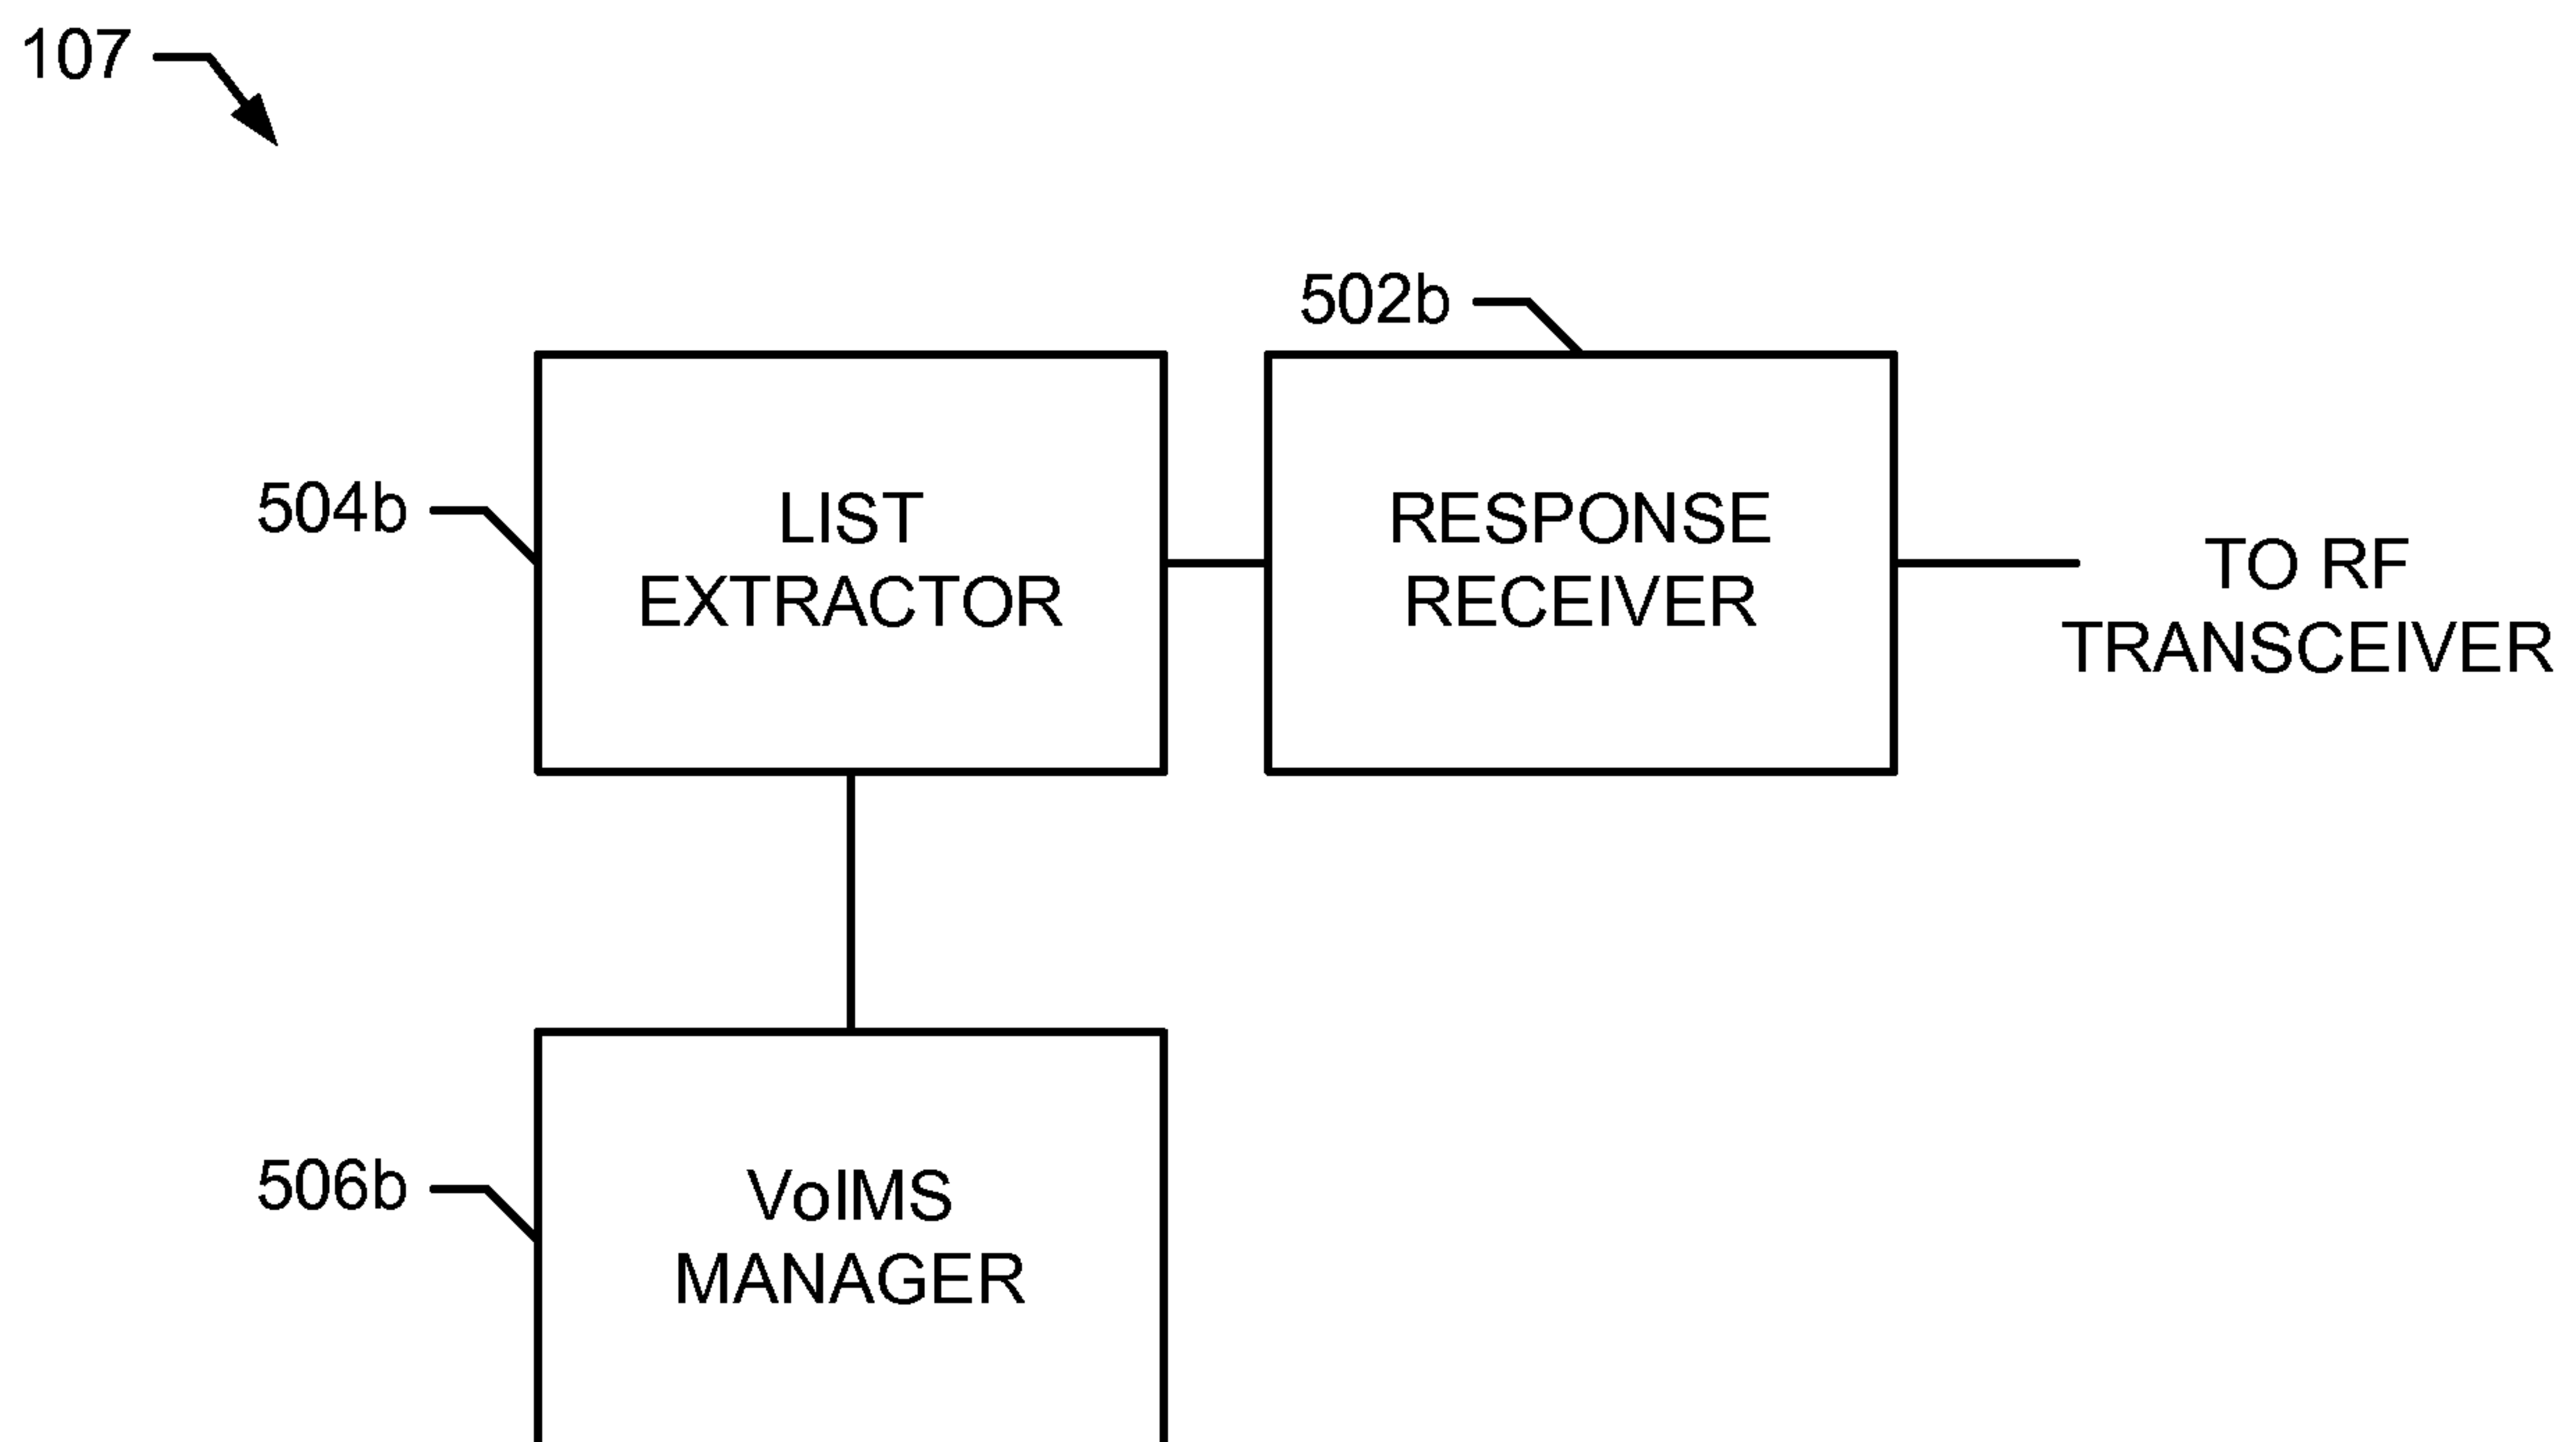 107
502b
504b
LIST
EXTRACTOR
RESPONSE
RECEIVER
TO RF
TRANSCEIVER
506b
VoIMS
MANAGER